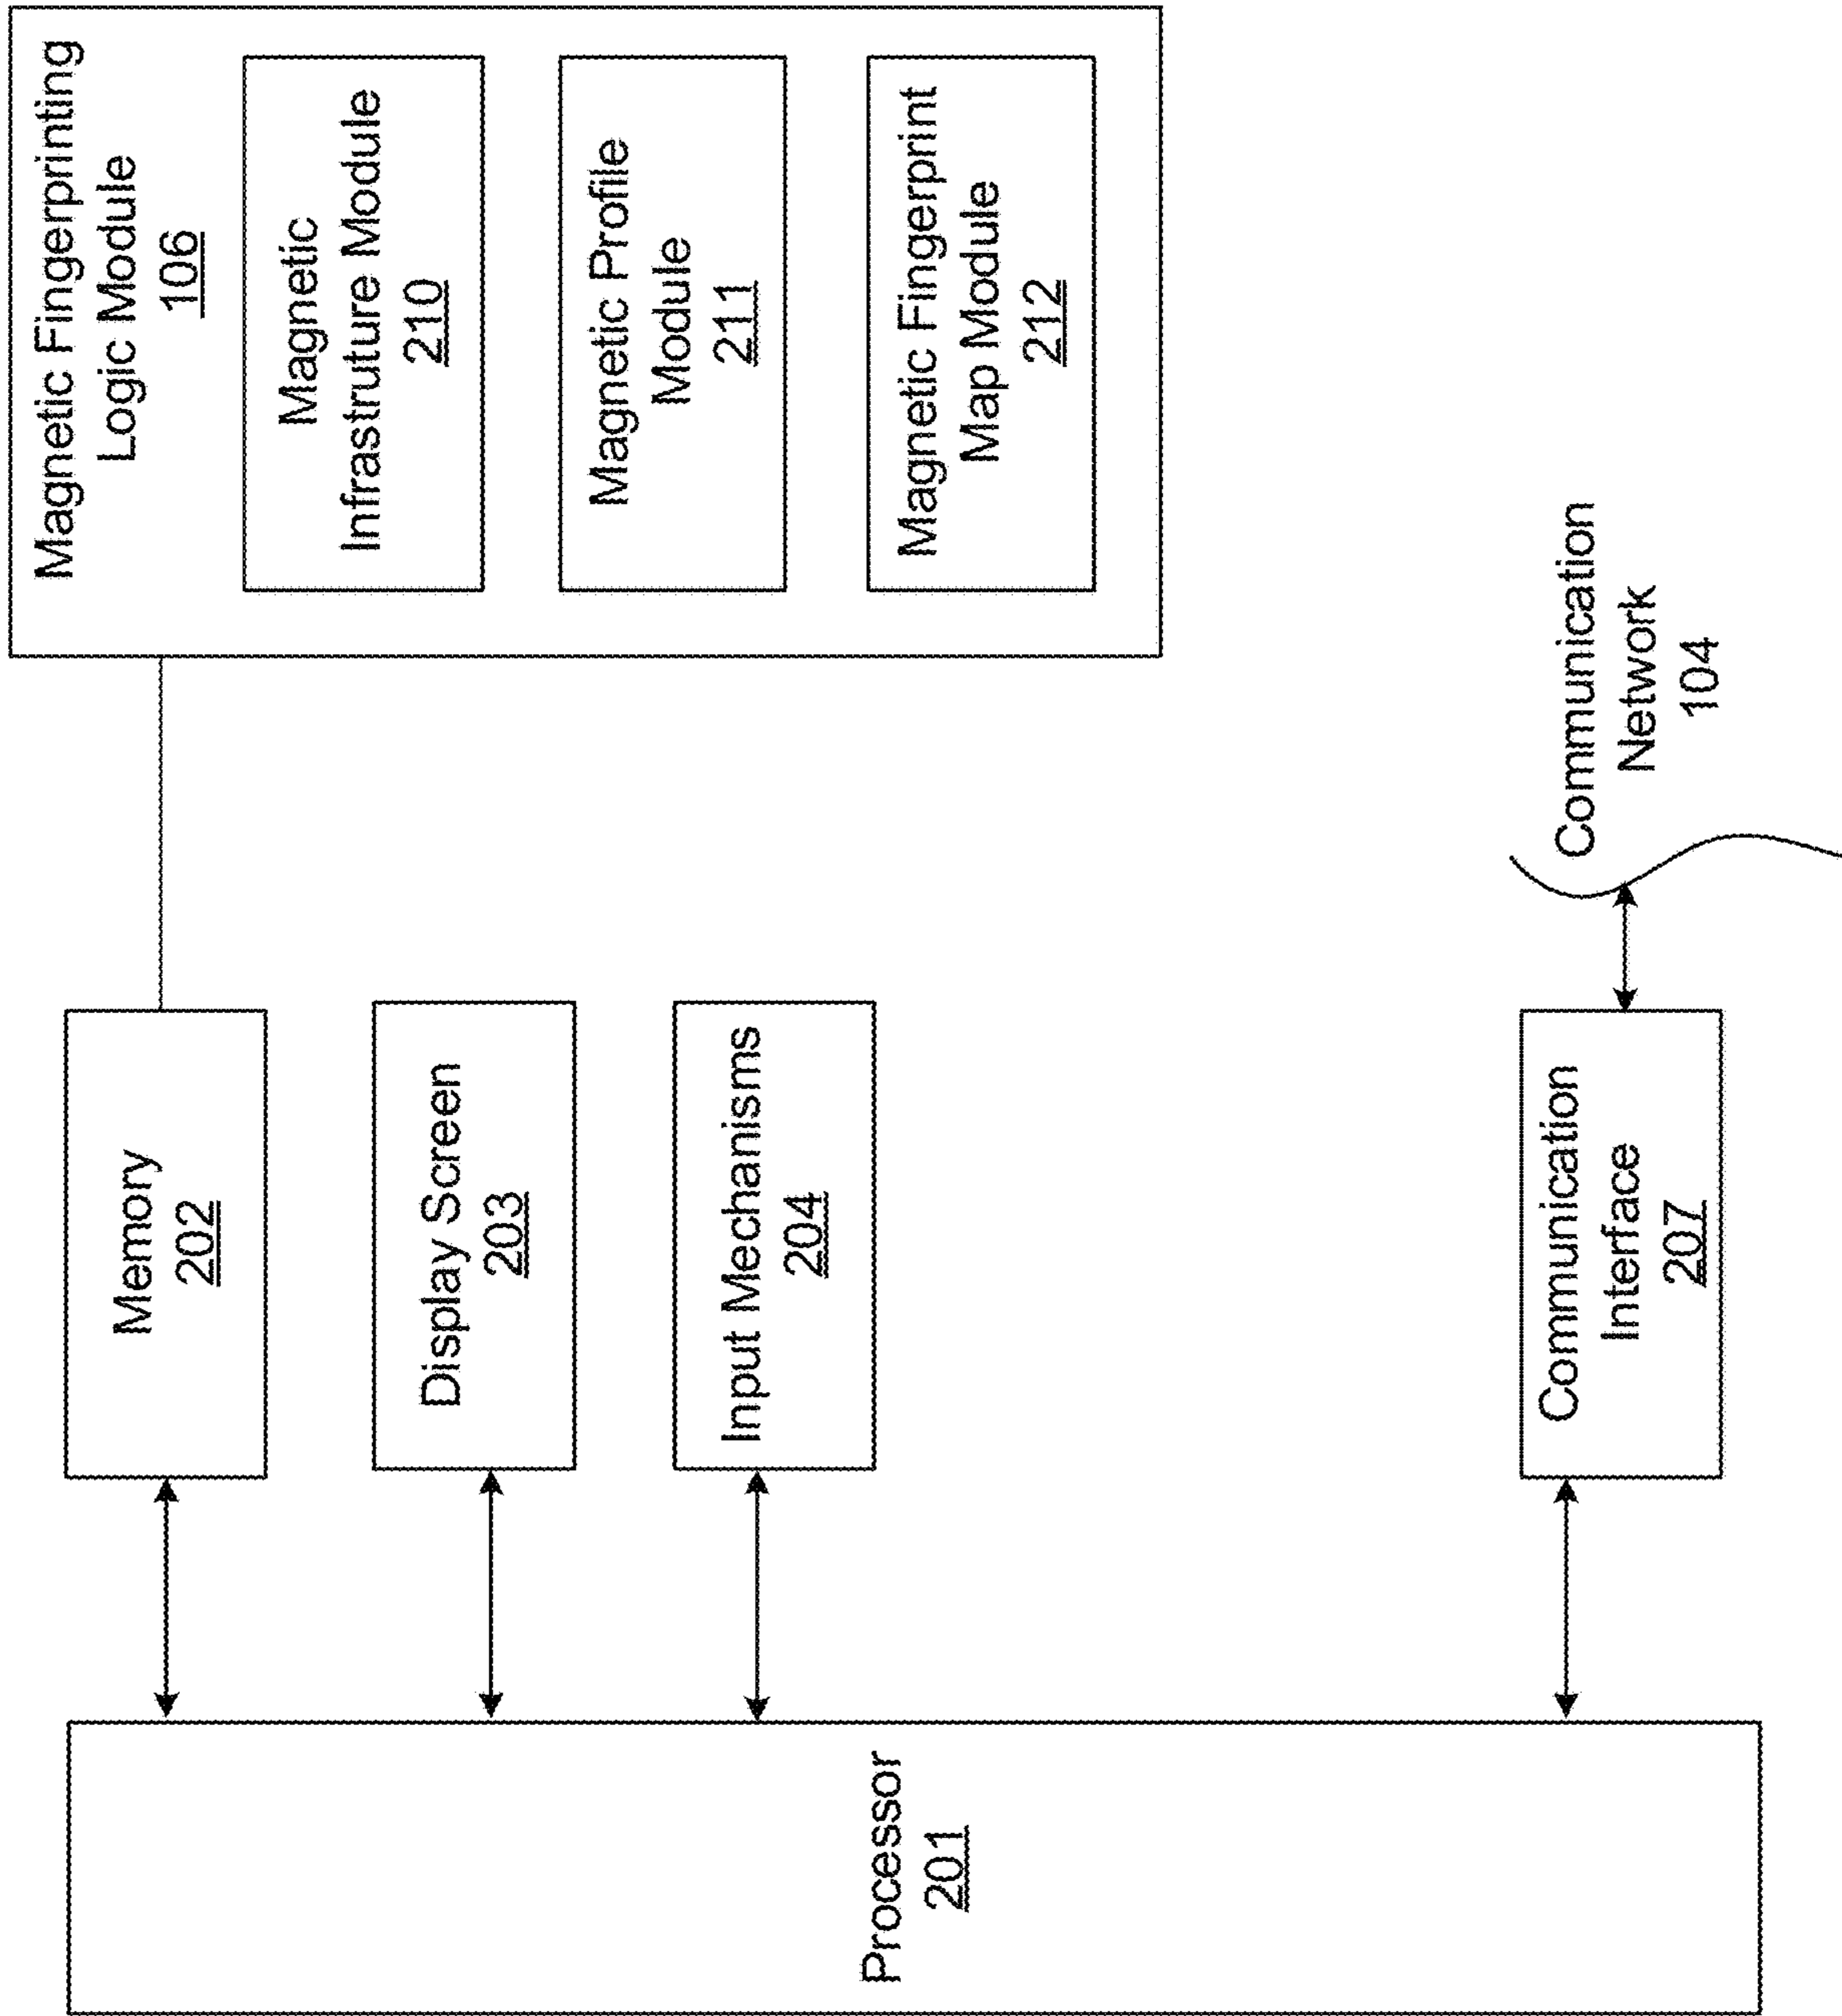 Processor
201
Memory
202
Display Screen
203
Input Mechanisms
204
Communication
Interface
207
Magnetic Fingerprinting
Logic Module
106
Magnetic
Infrastruture Module
210
Magnetic Profile
Module
211
Magnetic Fingerprint
Map Module
212
Communication
Network
104